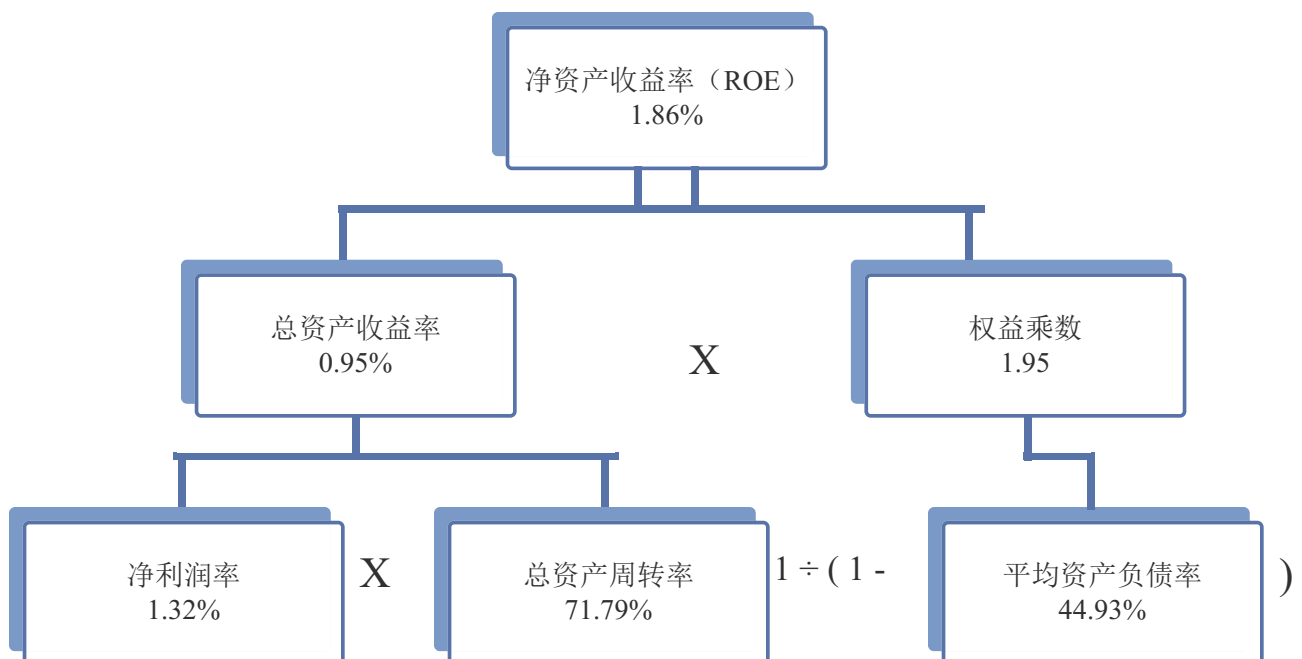 净资产收益率（ROE）
1.86%
总资产收益率
0.95%
X
权益乘数
1.95
净利润率
1.32%
X
总资产周转率
71.79%
1 ÷ ( 1 -
平均资产负债率
44.93%
)